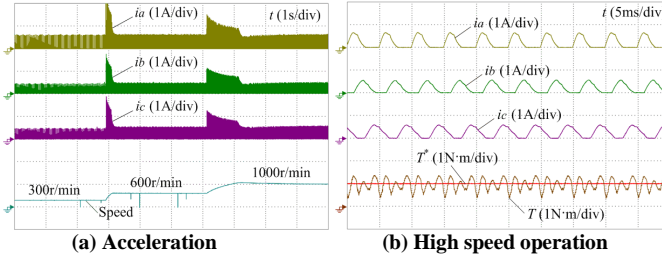 ia (1A/div)
t (1s/div)
ib (1A/div)
ic (1A/div)
300r/min
600r/min
1000r/min
Speed
(a) Acceleration
t (5ms/div)
ia (1A/div)
ib (1A/div)
ic (1A/div)
T* (1N·m/div)
T (1N·m/div)
(b) High speed operation